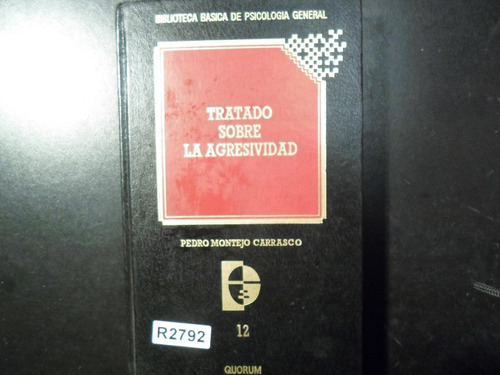 BIBLIOTECA BASICA DE PSICOLOGIA GENERAL
TRATADO
SOBRE
LA AGRESIVIDAD
PEDRO MONTEJO CARRASCO
12
R2792
QUORUM